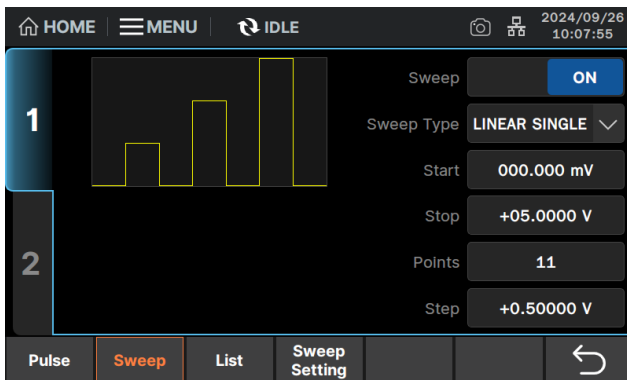 HOME MENU IDLE 2024/09/26
10:07:55
1
Sweep ON
Sweep Type LINEAR SINGLE
Start 000.000 mV
Stop +05.0000 V
2
Points 11
Step +0.50000 V
Pulse Sweep List Sweep
Setting